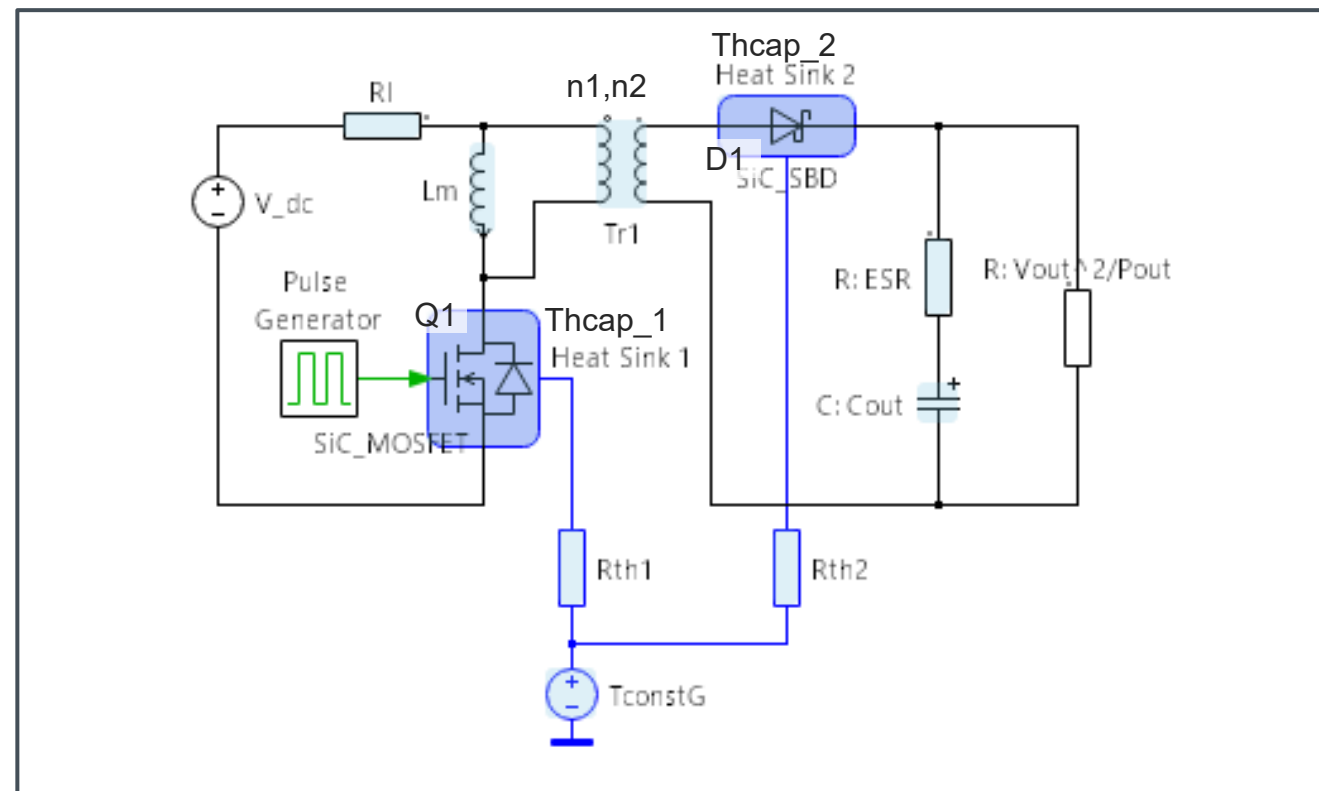 Thcap_2
Heat Sink 2
n1,n2
Rl
D1
SiC_SBD
Lm
V_dc
Tr1
R: ESR
R: Vout^2/Pout
Pulse
Generator
Q1
Thcap_1
Heat Sink 1
C: Cout
SiC_MOSFET
Rth1
Rth2
TconstG